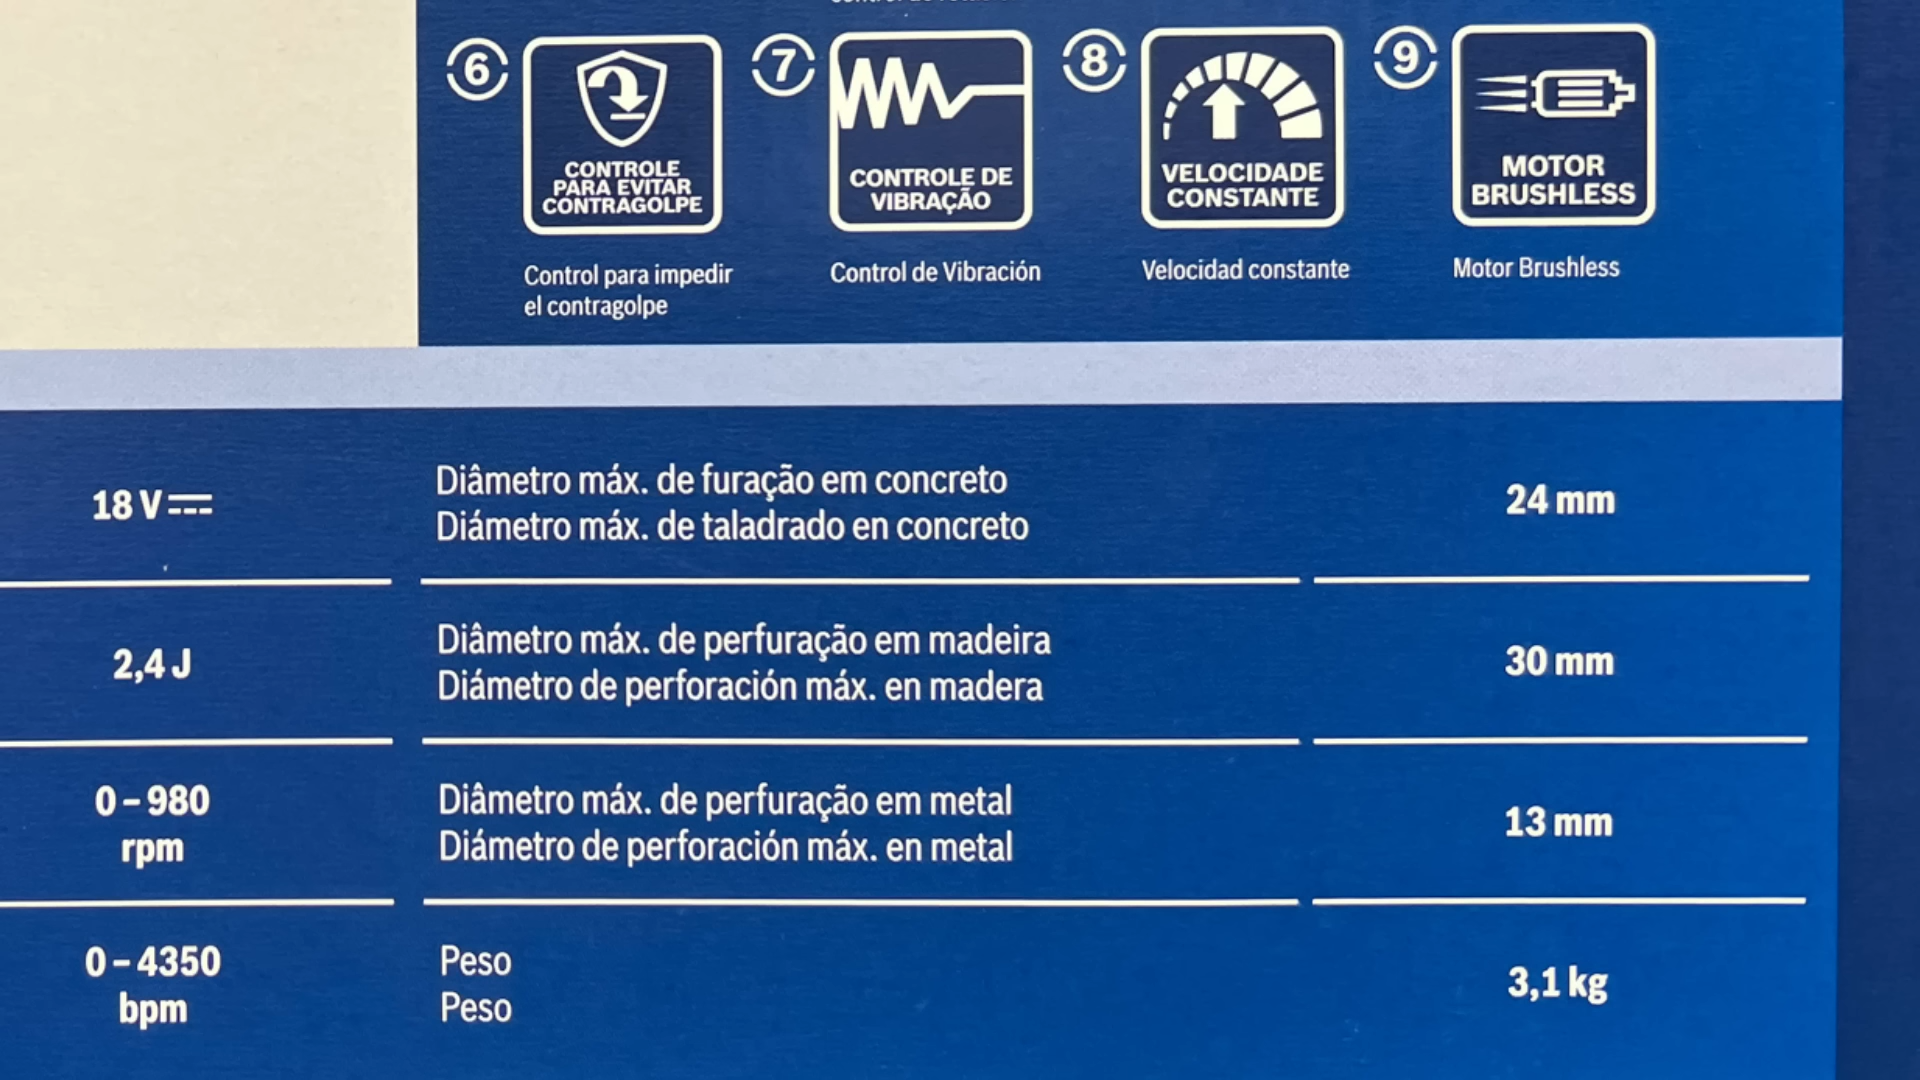 6
CONTROLE
PARA EVITAR
CONTRAGOLPE
Control para impedir
el contragolpe
7
CONTROLE DE
VIBRAÇÃO
Control de Vibración
8
VELOCIDADE
CONSTANTE
Velocidad constante
9
MOTOR
BRUSHLESS
Motor Brushless
18 V
Diâmetro máx. de furação em concreto
Diámetro máx. de taladrado en concreto
24 mm
2,4 J
Diâmetro máx. de perfuração em madeira
Diámetro de perforación máx. en madera
30 mm
0 – 980
rpm
Diâmetro máx. de perfuração em metal
Diámetro de perforación máx. en metal
13 mm
0 – 4350
bpm
Peso
Peso
3,1 kg